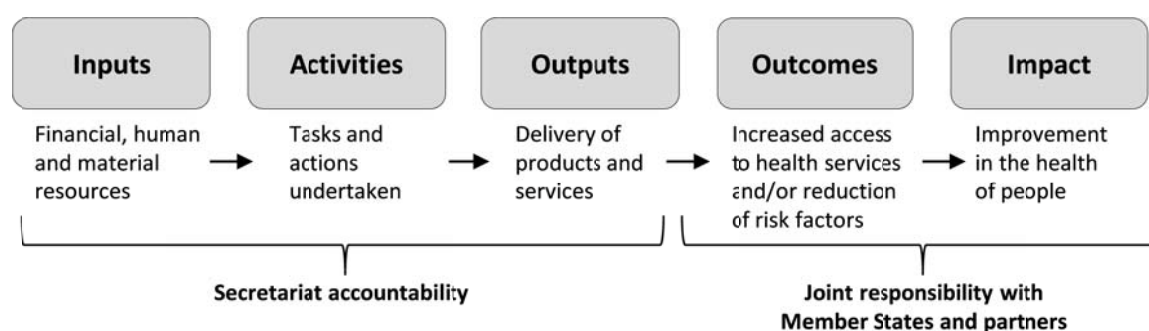 Inputs
Financial, human
and material
resources
Activities
Tasks and
actions
undertaken
Outputs
Delivery of
products and
services
Outcomes
Increased access
to health services
and/or reduction
of risk factors
Impact
Improvement
in the health
of people
Secretariat accountability
Joint responsibility with
Member States and partners